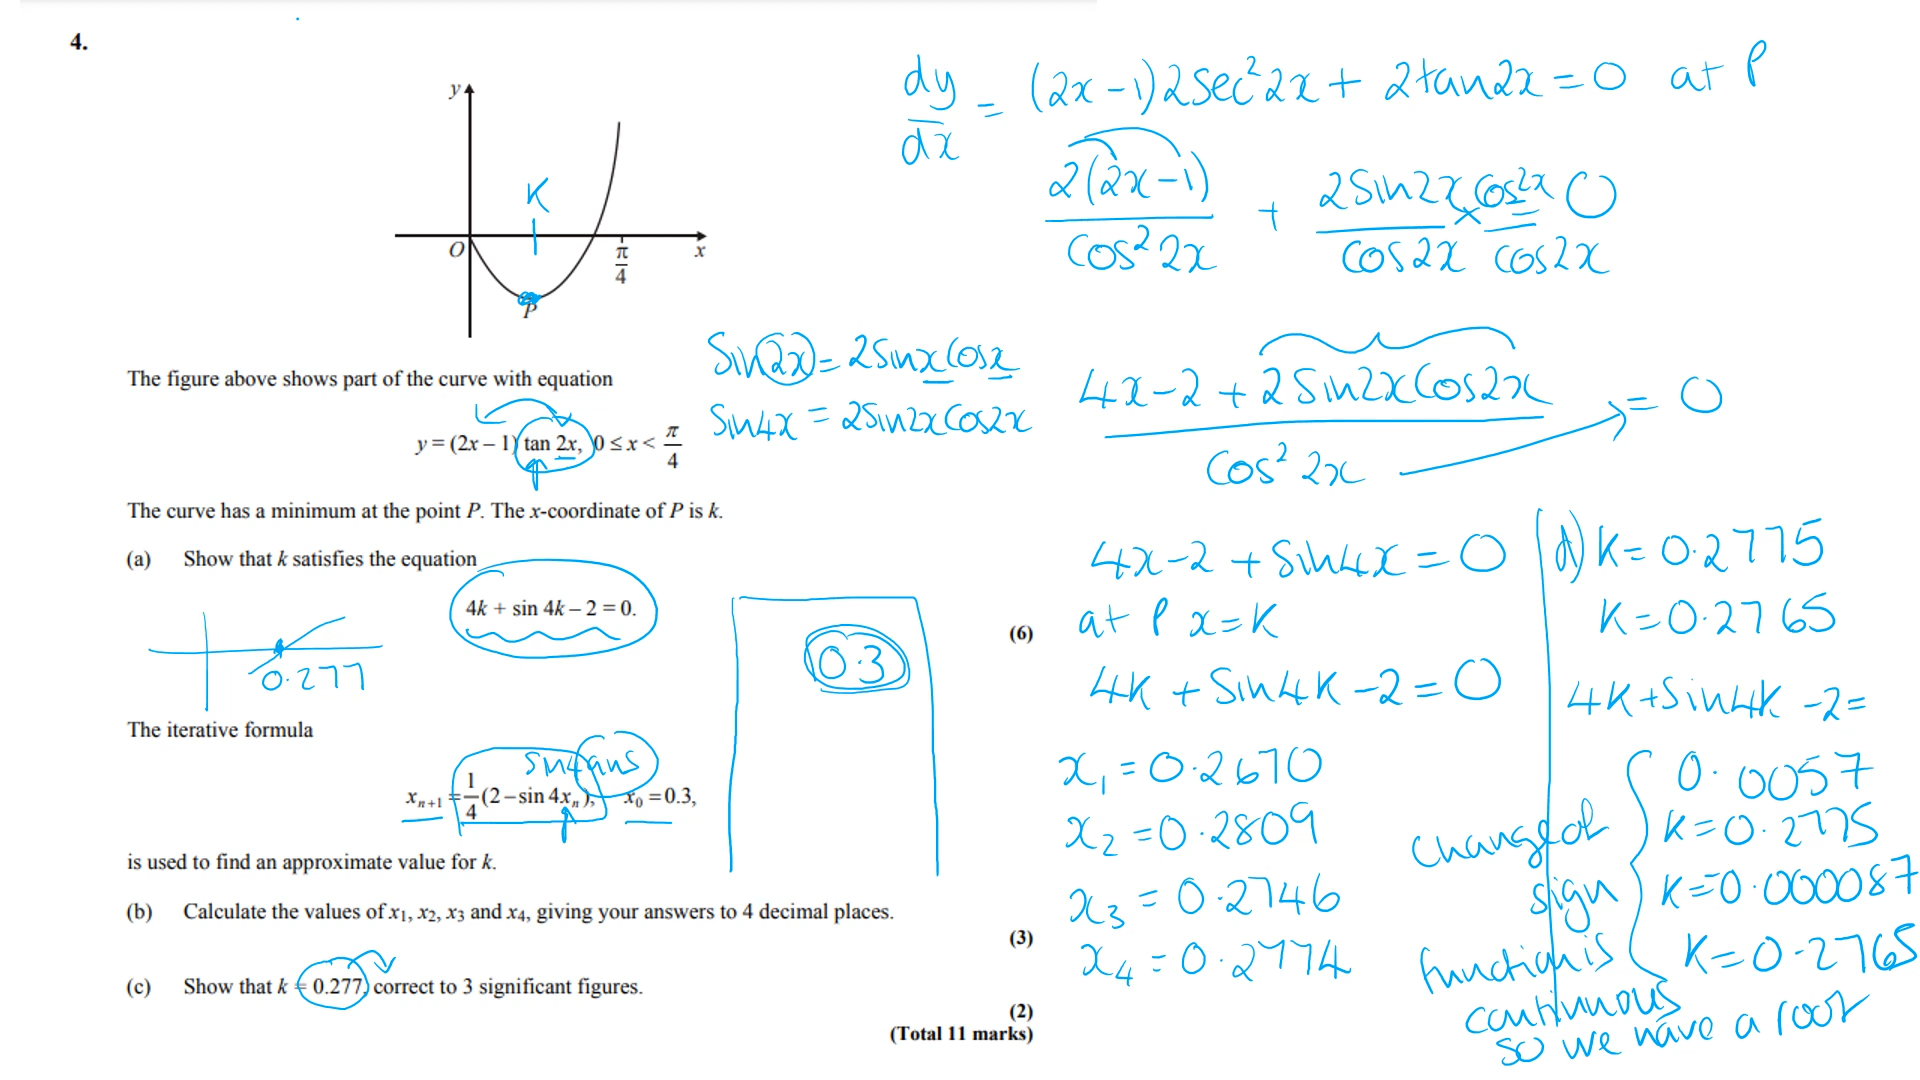 4.
y
K
O
π/4
x
P
The figure above shows part of the curve with equation
y = (2x – 1) tan 2x, 0 ≤ x < π/4
The curve has a minimum at the point P. The x-coordinate of P is k.
(a) Show that k satisfies the equation
4k + sin 4k – 2 = 0.
(6)
0.277
The iterative formula
sin4ans
x_{n+1} = 1/4 (2 – sin 4x_n), x_0 = 0.3,
0.3
is used to find an approximate value for k.
(b) Calculate the values of x1, x2, x3 and x4, giving your answers to 4 decimal places.
(3)
(c) Show that k = 0.277, correct to 3 significant figures.
(2)
(Total 11 marks)
Sin(2x) = 2Sinx Cosx
Sin4x = 2Sin2x Cos2x
dy/dx = (2x – 1)2Sec²2x + 2tan2x = 0 at P
2(2x – 1)/Cos²2x + 2Sin2x/Cos2x × Cos2x/Cos2x 0
(4x – 2 + 2Sin2xCos2x)/Cos²2x = 0
4x – 2 + Sin4x = 0
at P x = K
4K + Sin4K – 2 = 0
x1 = 0.2670
x2 = 0.2809
x3 = 0.2746
x4 = 0.2774
K = 0.2775
K = 0.2765
4K + Sin4K – 2 =
0.0057
K = 0.2775
0.000087
K = 0.2765
change of
sign
function is
continuous
so we have a root